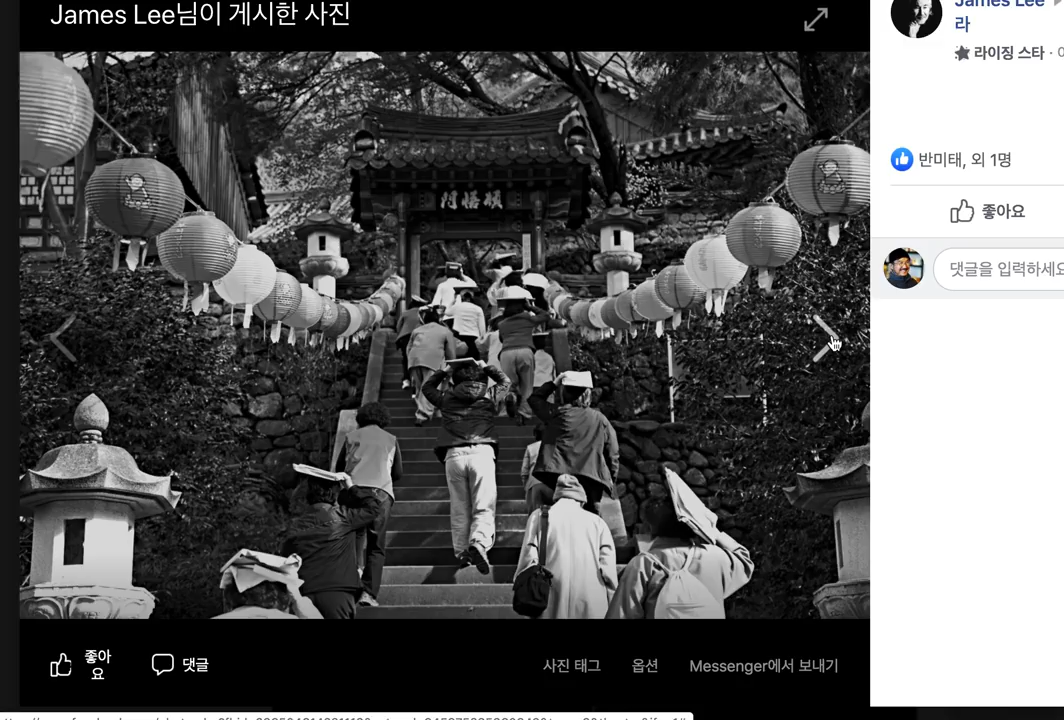 James Lee님이 게시한 사진
James Lee
라
라이징 스타 ·
반미태, 외 1명
좋아요
댓글을 입력하세요
門悟頓
좋아
요
댓글
사진 태그
옵션
Messenger에서 보내기